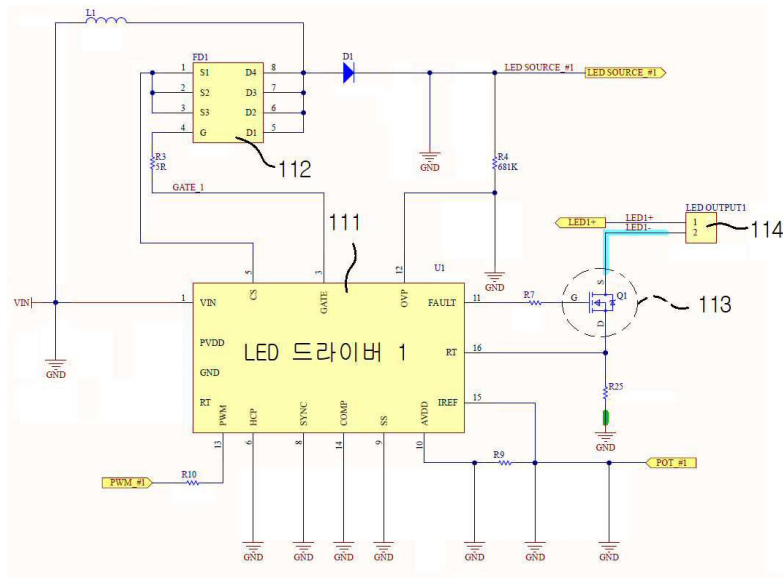 L1
FD1
1 S1 D4 8
2 S2 D3 7
3 S3 D2 6
4 G D1 5
112
D1
LED SOURCE_#1
LED SOURCE_#1
GND
R3
5R
GATE_1
R4
681K
GND
111
LED OUTPUT1
LED1+
LED1+
LED1-
1
2
114
5
CS
3
GATE
12
OVP
U1
VIN
1
VIN
FAULT
11
R7
G
S
Q1
D
113
PVDD
GND
RT
LED 드라이버 1
RT
16
IREF
15
R25
GND
GND
PWM
HCP
SYNC
COMP
SS
AVDD
13
6
8
14
9
10
R10
PWM_#1
R9
POT_#1
GND
GND
GND
GND
GND
GND
GND